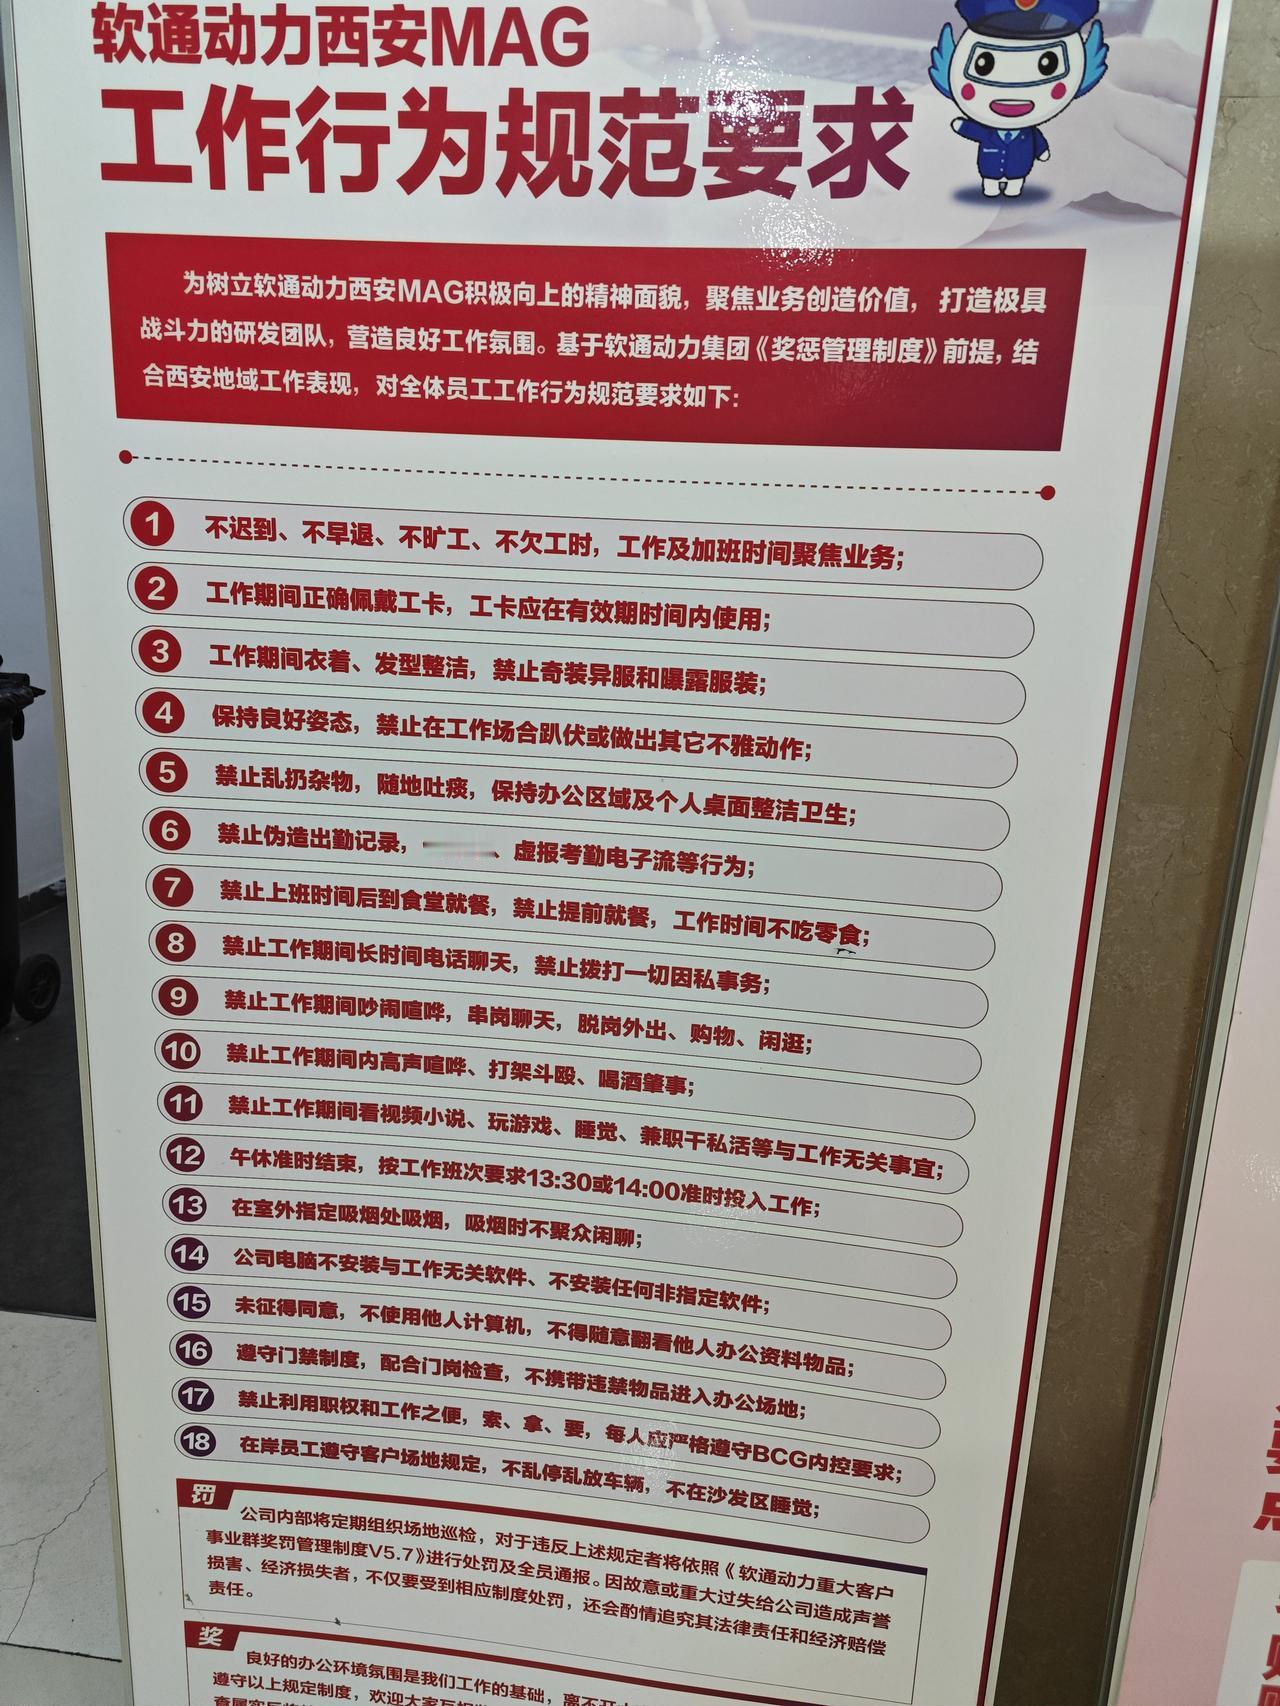 软通动力西安MAG
工作行为规范要求
为树立软通动力西安MAG积极向上的精神面貌，聚焦业务创造价值，打造极具
战斗力的研发团队，营造良好工作氛围。基于软通动力集团《奖惩管理制度》前提，结
合西安地域工作表现，对全体员工工作行为规范要求如下：
1 不迟到、不早退、不旷工、不欠工时，工作及加班时间聚焦业务；
2 工作期间正确佩戴工卡，工卡应在有效期时间内使用；
3 工作期间衣着、发型整洁，禁止奇装异服和曝露服装；
4 保持良好姿态，禁止在工作场合趴伏或做出其它不雅动作；
5 禁止乱扔杂物，随地吐痰，保持办公区域及个人桌面整洁卫生；
6 禁止伪造出勤记录，、虚报考勤电子流等行为；
7 禁止上班时间后到食堂就餐，禁止提前就餐，工作时间不吃零食；
8 禁止工作期间长时间电话聊天，禁止拨打一切因私事务；
9 禁止工作期间吵闹喧哗，串岗聊天，脱岗外出、购物、闲逛；
10 禁止工作期间内高声喧哗、打架斗殴、喝酒肇事；
11 禁止工作期间看视频小说、玩游戏、睡觉、兼职干私活等与工作无关事宜；
12 午休准时结束，按工作班次要求13:30或14:00准时投入工作；
13 在室外指定吸烟处吸烟，吸烟时不聚众闲聊；
14 公司电脑不安装与工作无关软件、不安装任何非指定软件；
15 未征得同意，不使用他人计算机，不得随意翻看他人办公资料物品；
16 遵守门禁制度，配合门岗检查，不携带违禁物品进入办公场地；
17 禁止利用职权和工作之便，索、拿、要，每人应严格遵守BCG内控要求；
18 在岸员工遵守客户场地规定，不乱停乱放车辆，不在沙发区睡觉；
罚
公司内部将定期组织场地巡检，对于违反上述规定者将依照《软通动力重大客户
事业群奖罚管理制度V5.7》进行处罚及全员通报。因故意或重大过失给公司造成声誉
损害、经济损失者，不仅要受到相应制度处罚，还会酌情追究其法律责任和经济赔偿
责任。
奖
良好的办公环境氛围是我们工作的基础，离不开
遵守以上规定制度，欢迎大家互相